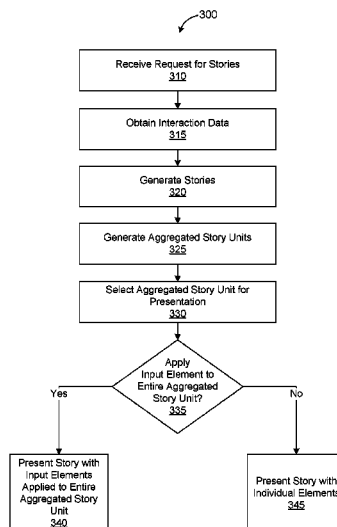 300
Receive Request for Stories
310
Obtain Interaction Data
315
Generate Stories
320
Generate Aggregated Story Units
325
Select Aggregated Story Unit for
Presentation
330
Apply
Input Element to
Entire Aggregated
Story Unit?
335
Yes
No
Present Story with
Input Elements
Applied to Entire
Aggregated Story
Unit
340
Present Story with
Individual Elements
345